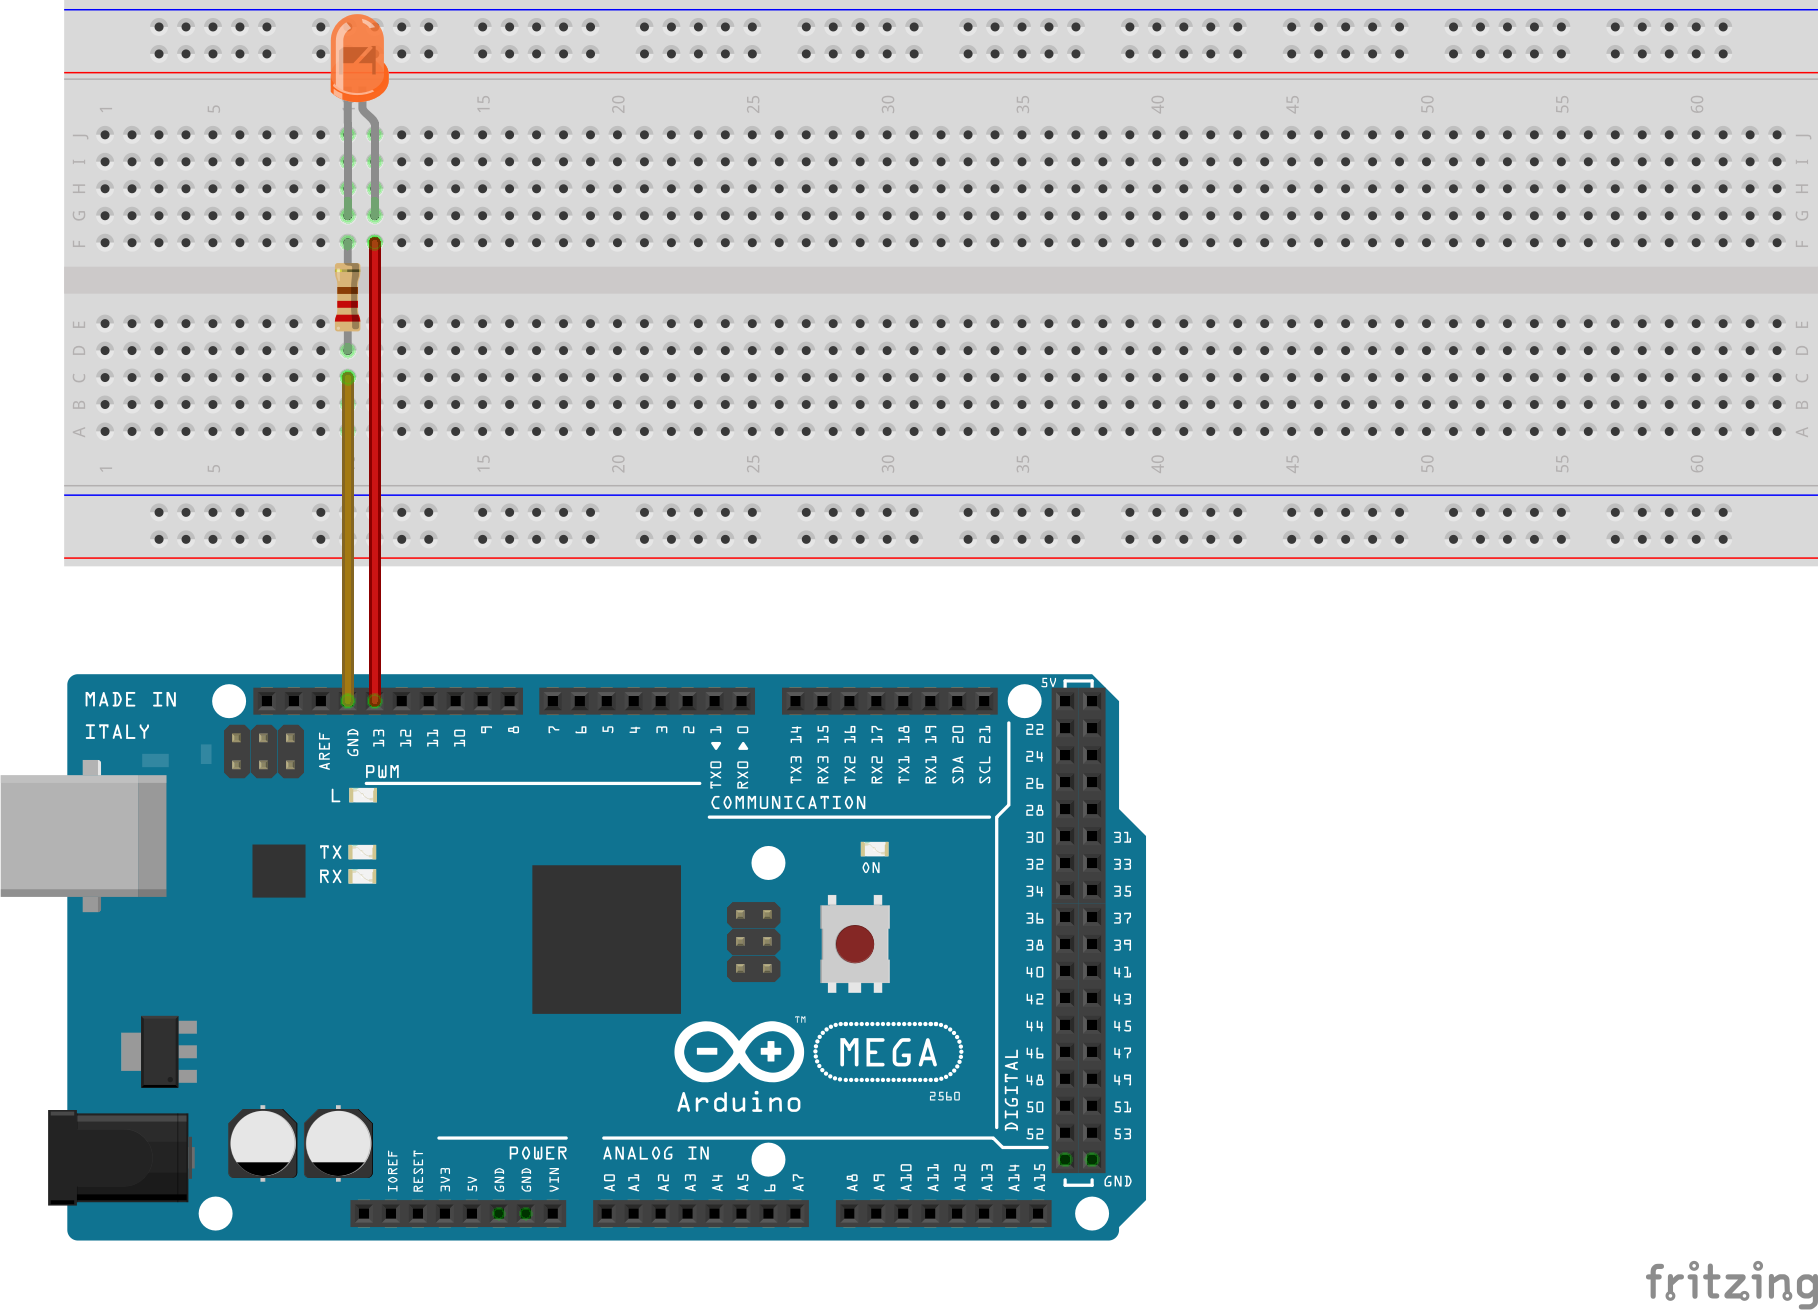 1 5 15 20 25 30 35 40 45 50 55 60
J J
I I
H H
G G
F F
E E
D D
C C
B B
A A
1 5 15 20 25 30 35 40 45 50 55 60
MADE IN
ITALY
5V
AREF GND 13 12 11 10 9 8 7 6 5 4 3 2 TX0 1 RX0 0 TX3 14 RX3 15 TX2 16 RX2 17 TX1 18 RX1 19 SDA 20 SCL 21
PWM
COMMUNICATION
L
TX
RX
ON
22
24
26
28
30 31
32 33
34 35
36 37
38 39
40 41
42 43
44 45
46 47
48 49
50 51
52 53
GND
DIGITAL
TM
MEGA
Arduino
2560
POWER
ANALOG IN
IOREF RESET 3V3 5V GND GND VIN A0 A1 A2 A3 A4 A5 6 A7 A8 A9 A10 A11 A12 A13 A14 A15
fritzing